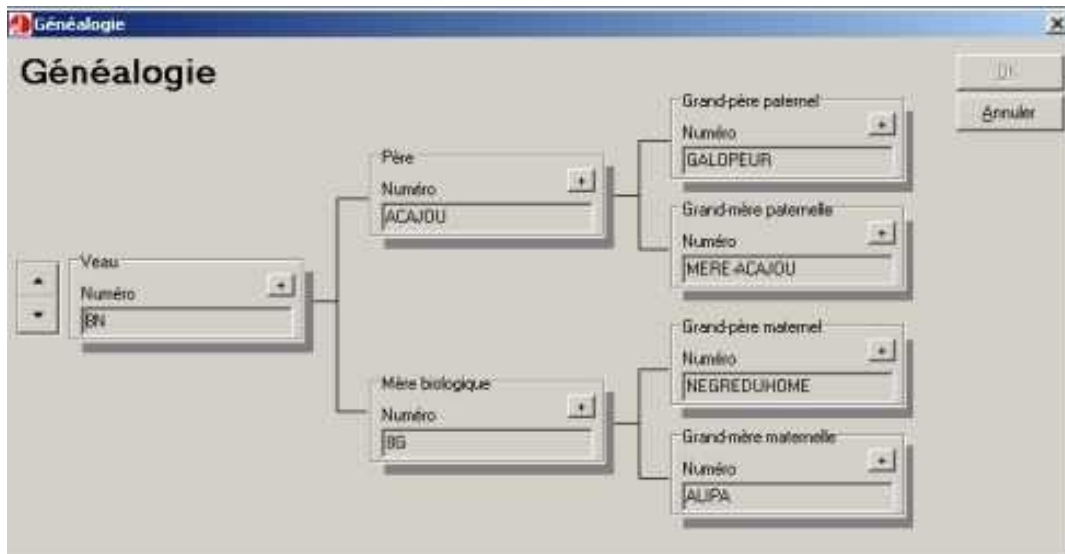 Généalogie
Généalogie
OK
Annuler
Veau
Numéro
BN
Père
Numéro
ACAJOU
Mère biologique
Numéro
BG
Grand-père paternel
Numéro
GALOPEUR
Grand-mère paternelle
Numéro
MERE-ACAJOU
Grand-père maternel
Numéro
NEGREDUHOME
Grand-mère maternelle
Numéro
ALIPA